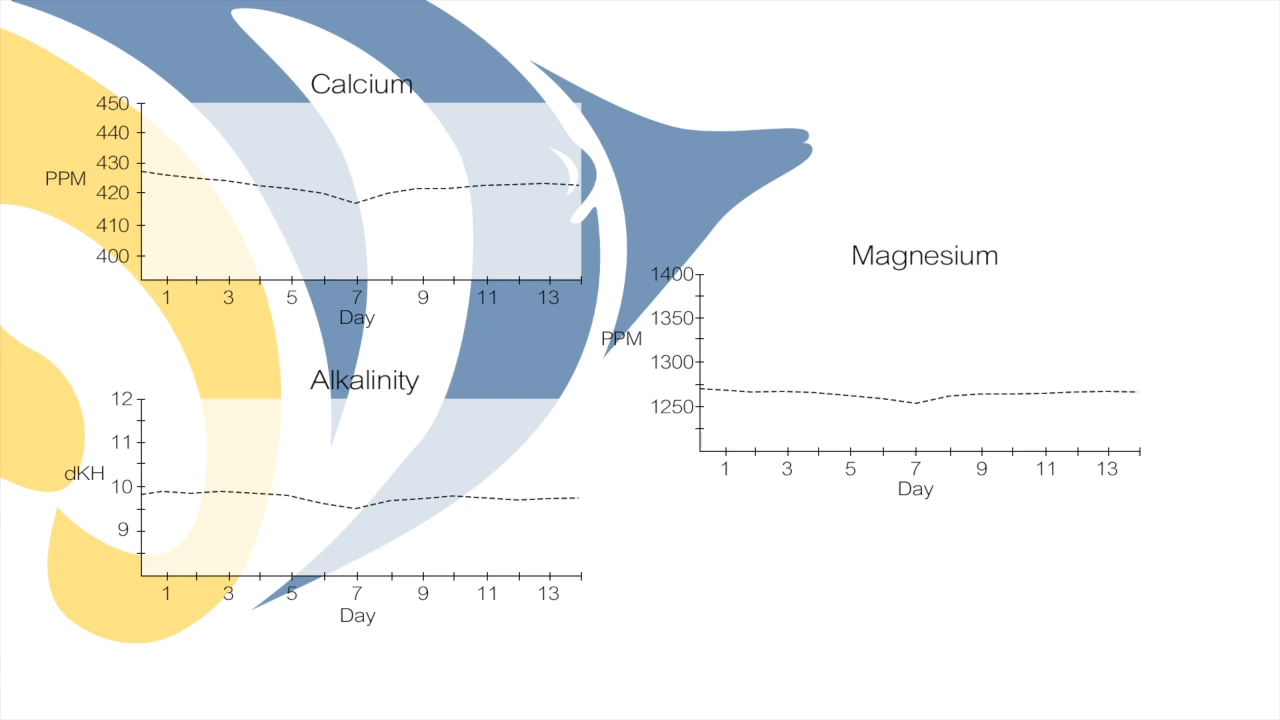 Calcium
450
440
430
PPM
420
410
400
1 3 5 7 9 11 13
Day
Alkalinity
12
11
dKH
10
9
1 3 5 7 9 11 13
Day
Magnesium
1400
1350
PPM
1300
1250
1 3 5 7 9 11 13
Day